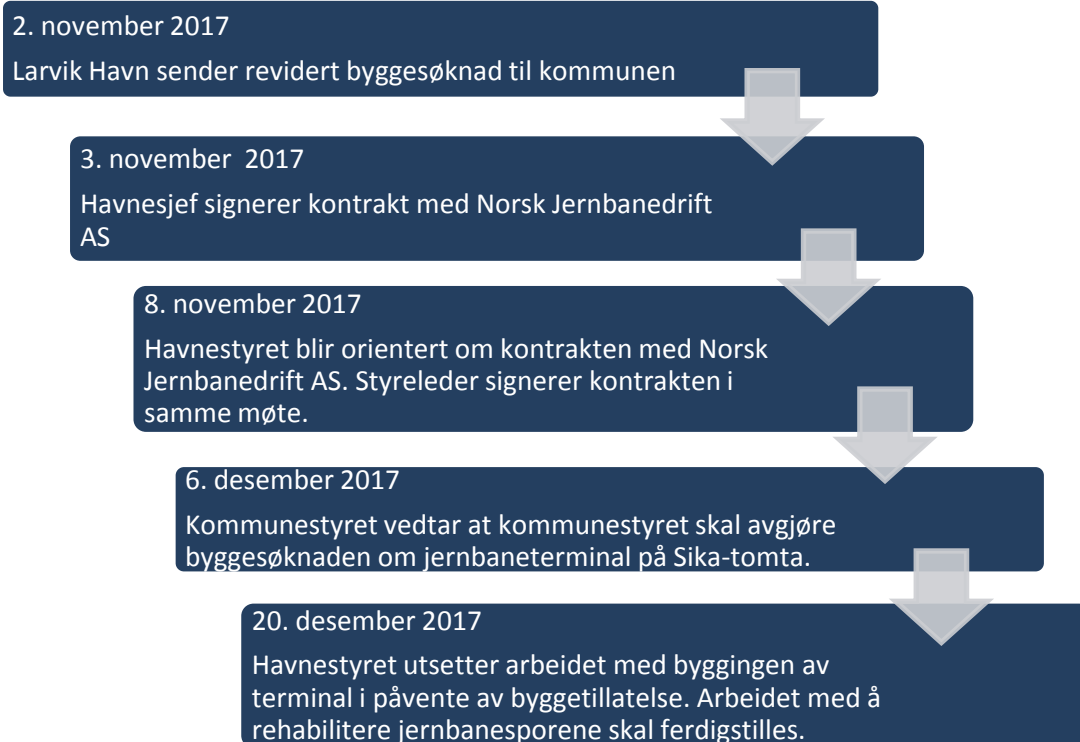 2. november 2017
Larvik Havn sender revidert byggesøknad til kommunen
3. november 2017
Havnesjef signerer kontrakt med Norsk Jernbanedrift
AS
8. november 2017
Havnestyret blir orientert om kontrakten med Norsk
Jernbanedrift AS. Styreleder signerer kontrakten i
samme møte.
6. desember 2017
Kommunestyret vedtar at kommunestyret skal avgjøre
byggesøknaden om jernbaneterminal på Sika-tomta.
20. desember 2017
Havnestyret utsetter arbeidet med byggingen av
terminal i påvente av byggetillatelse. Arbeidet med å
rehabilitere jernbanesporene skal ferdigstilles.